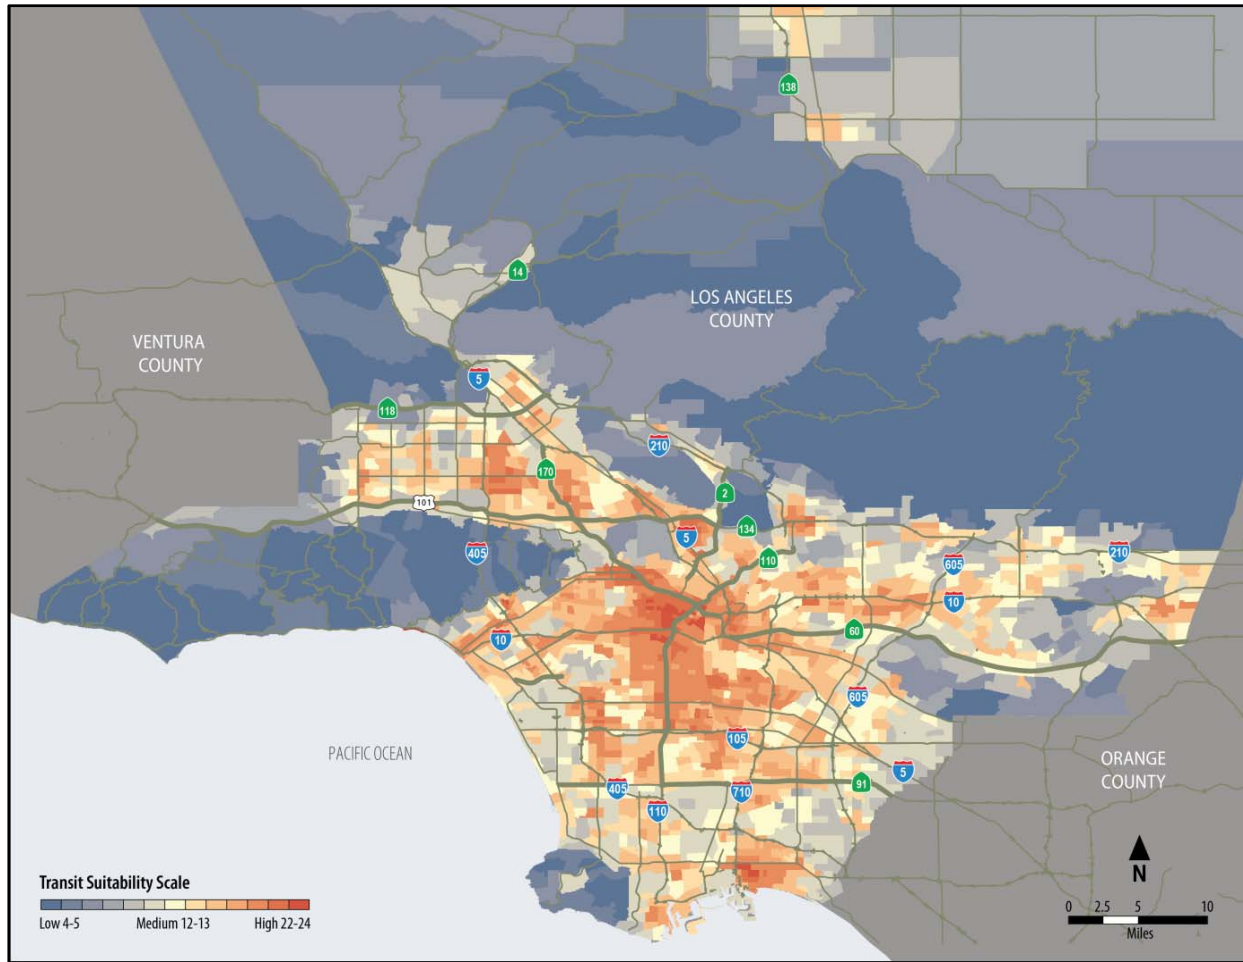 138
14
LOS ANGELES
COUNTY
VENTURA
COUNTY
5
118
210
170
2
101
134
5
405
110
605
210
10
10
60
605
105
PACIFIC OCEAN
ORANGE
COUNTY
5
91
405
710
110
Transit Suitability Scale
Low 4-5 Medium 12-13 High 22-24
N
0 2.5 5 10
Miles